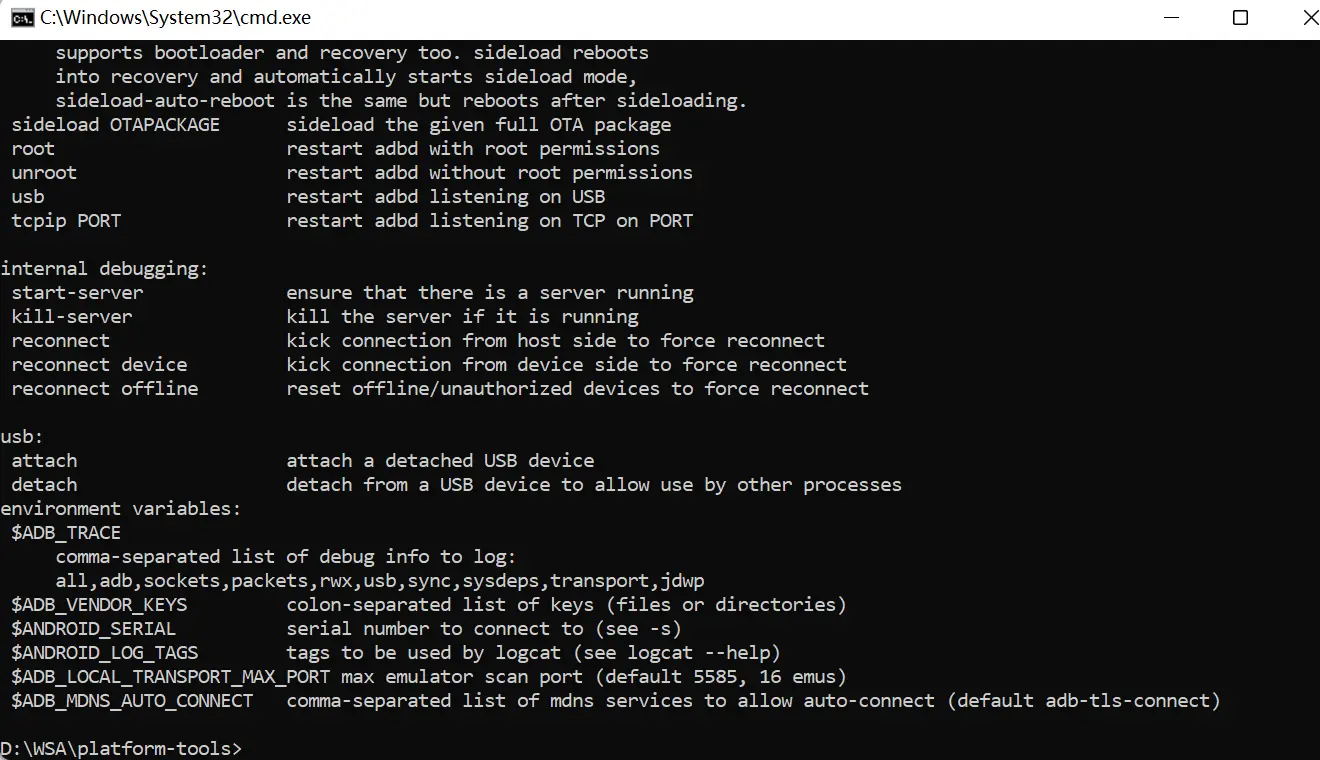 C:\Windows\System32\cmd.exe
supports bootloader and recovery too. sideload reboots
into recovery and automatically starts sideload mode,
sideload-auto-reboot is the same but reboots after sideloading.
sideload OTAPACKAGE sideload the given full OTA package
root restart adbd with root permissions
unroot restart adbd without root permissions
usb restart adbd listening on USB
tcpip PORT restart adbd listening on TCP on PORT
internal debugging:
start-server ensure that there is a server running
kill-server kill the server if it is running
reconnect kick connection from host side to force reconnect
reconnect device kick connection from device side to force reconnect
reconnect offline reset offline/unauthorized devices to force reconnect
usb:
attach attach a detached USB device
detach detach from a USB device to allow use by other processes
environment variables:
$ADB_TRACE
comma-separated list of debug info to log:
all,adb,sockets,packets,rwx,usb,sync,sysdeps,transport,jdwp
$ADB_VENDOR_KEYS colon-separated list of keys (files or directories)
$ANDROID_SERIAL serial number to connect to (see -s)
$ANDROID_LOG_TAGS tags to be used by logcat (see logcat --help)
$ADB_LOCAL_TRANSPORT_MAX_PORT max emulator scan port (default 5585, 16 emus)
$ADB_MDNS_AUTO_CONNECT comma-separated list of mdns services to allow auto-connect (default adb-tls-connect)
D:\WSA\platform-tools>